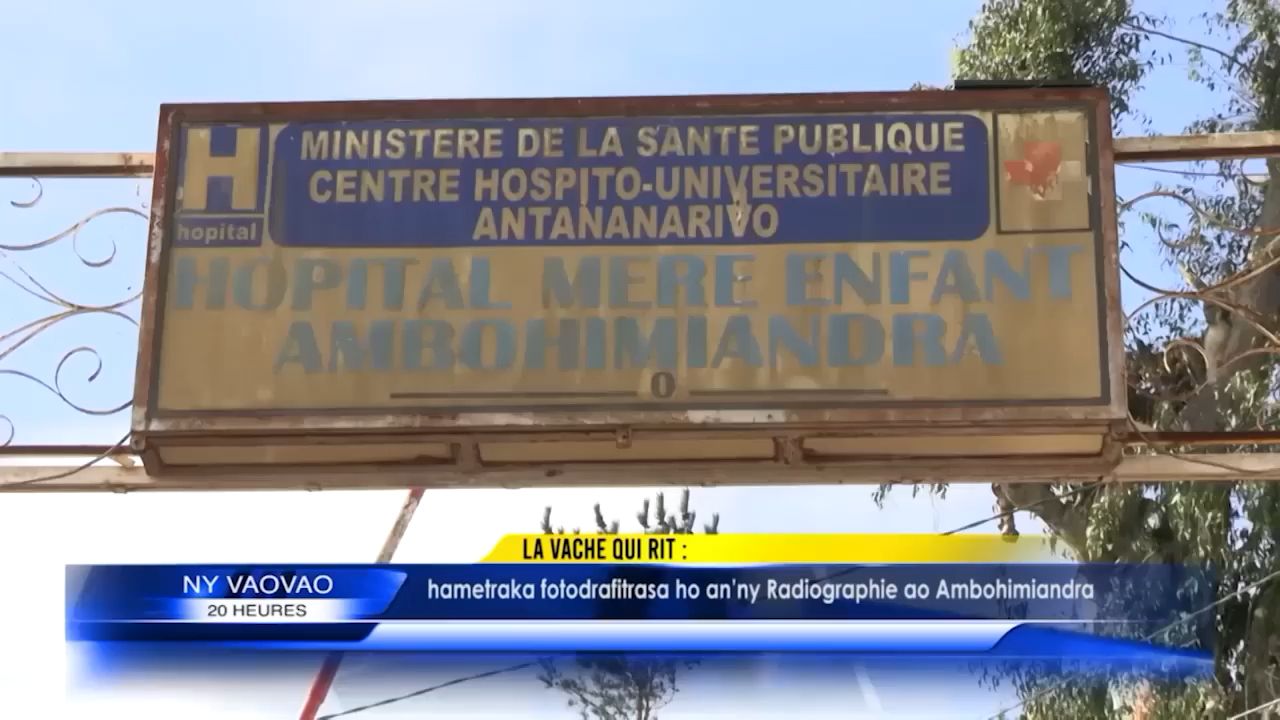 H
hopital
MINISTERE DE LA SANTE PUBLIQUE
CENTRE HOSPITO-UNIVERSITAIRE
ANTANANARIVO
HOPITAL MERE ENFANT
AMBOHIMIANDRA
O
LA VACHE QUI RIT :
NY VAOVAO
20 HEURES
hametraka fotodrafitrasa ho an'ny Radiographie ao Ambohimiandra